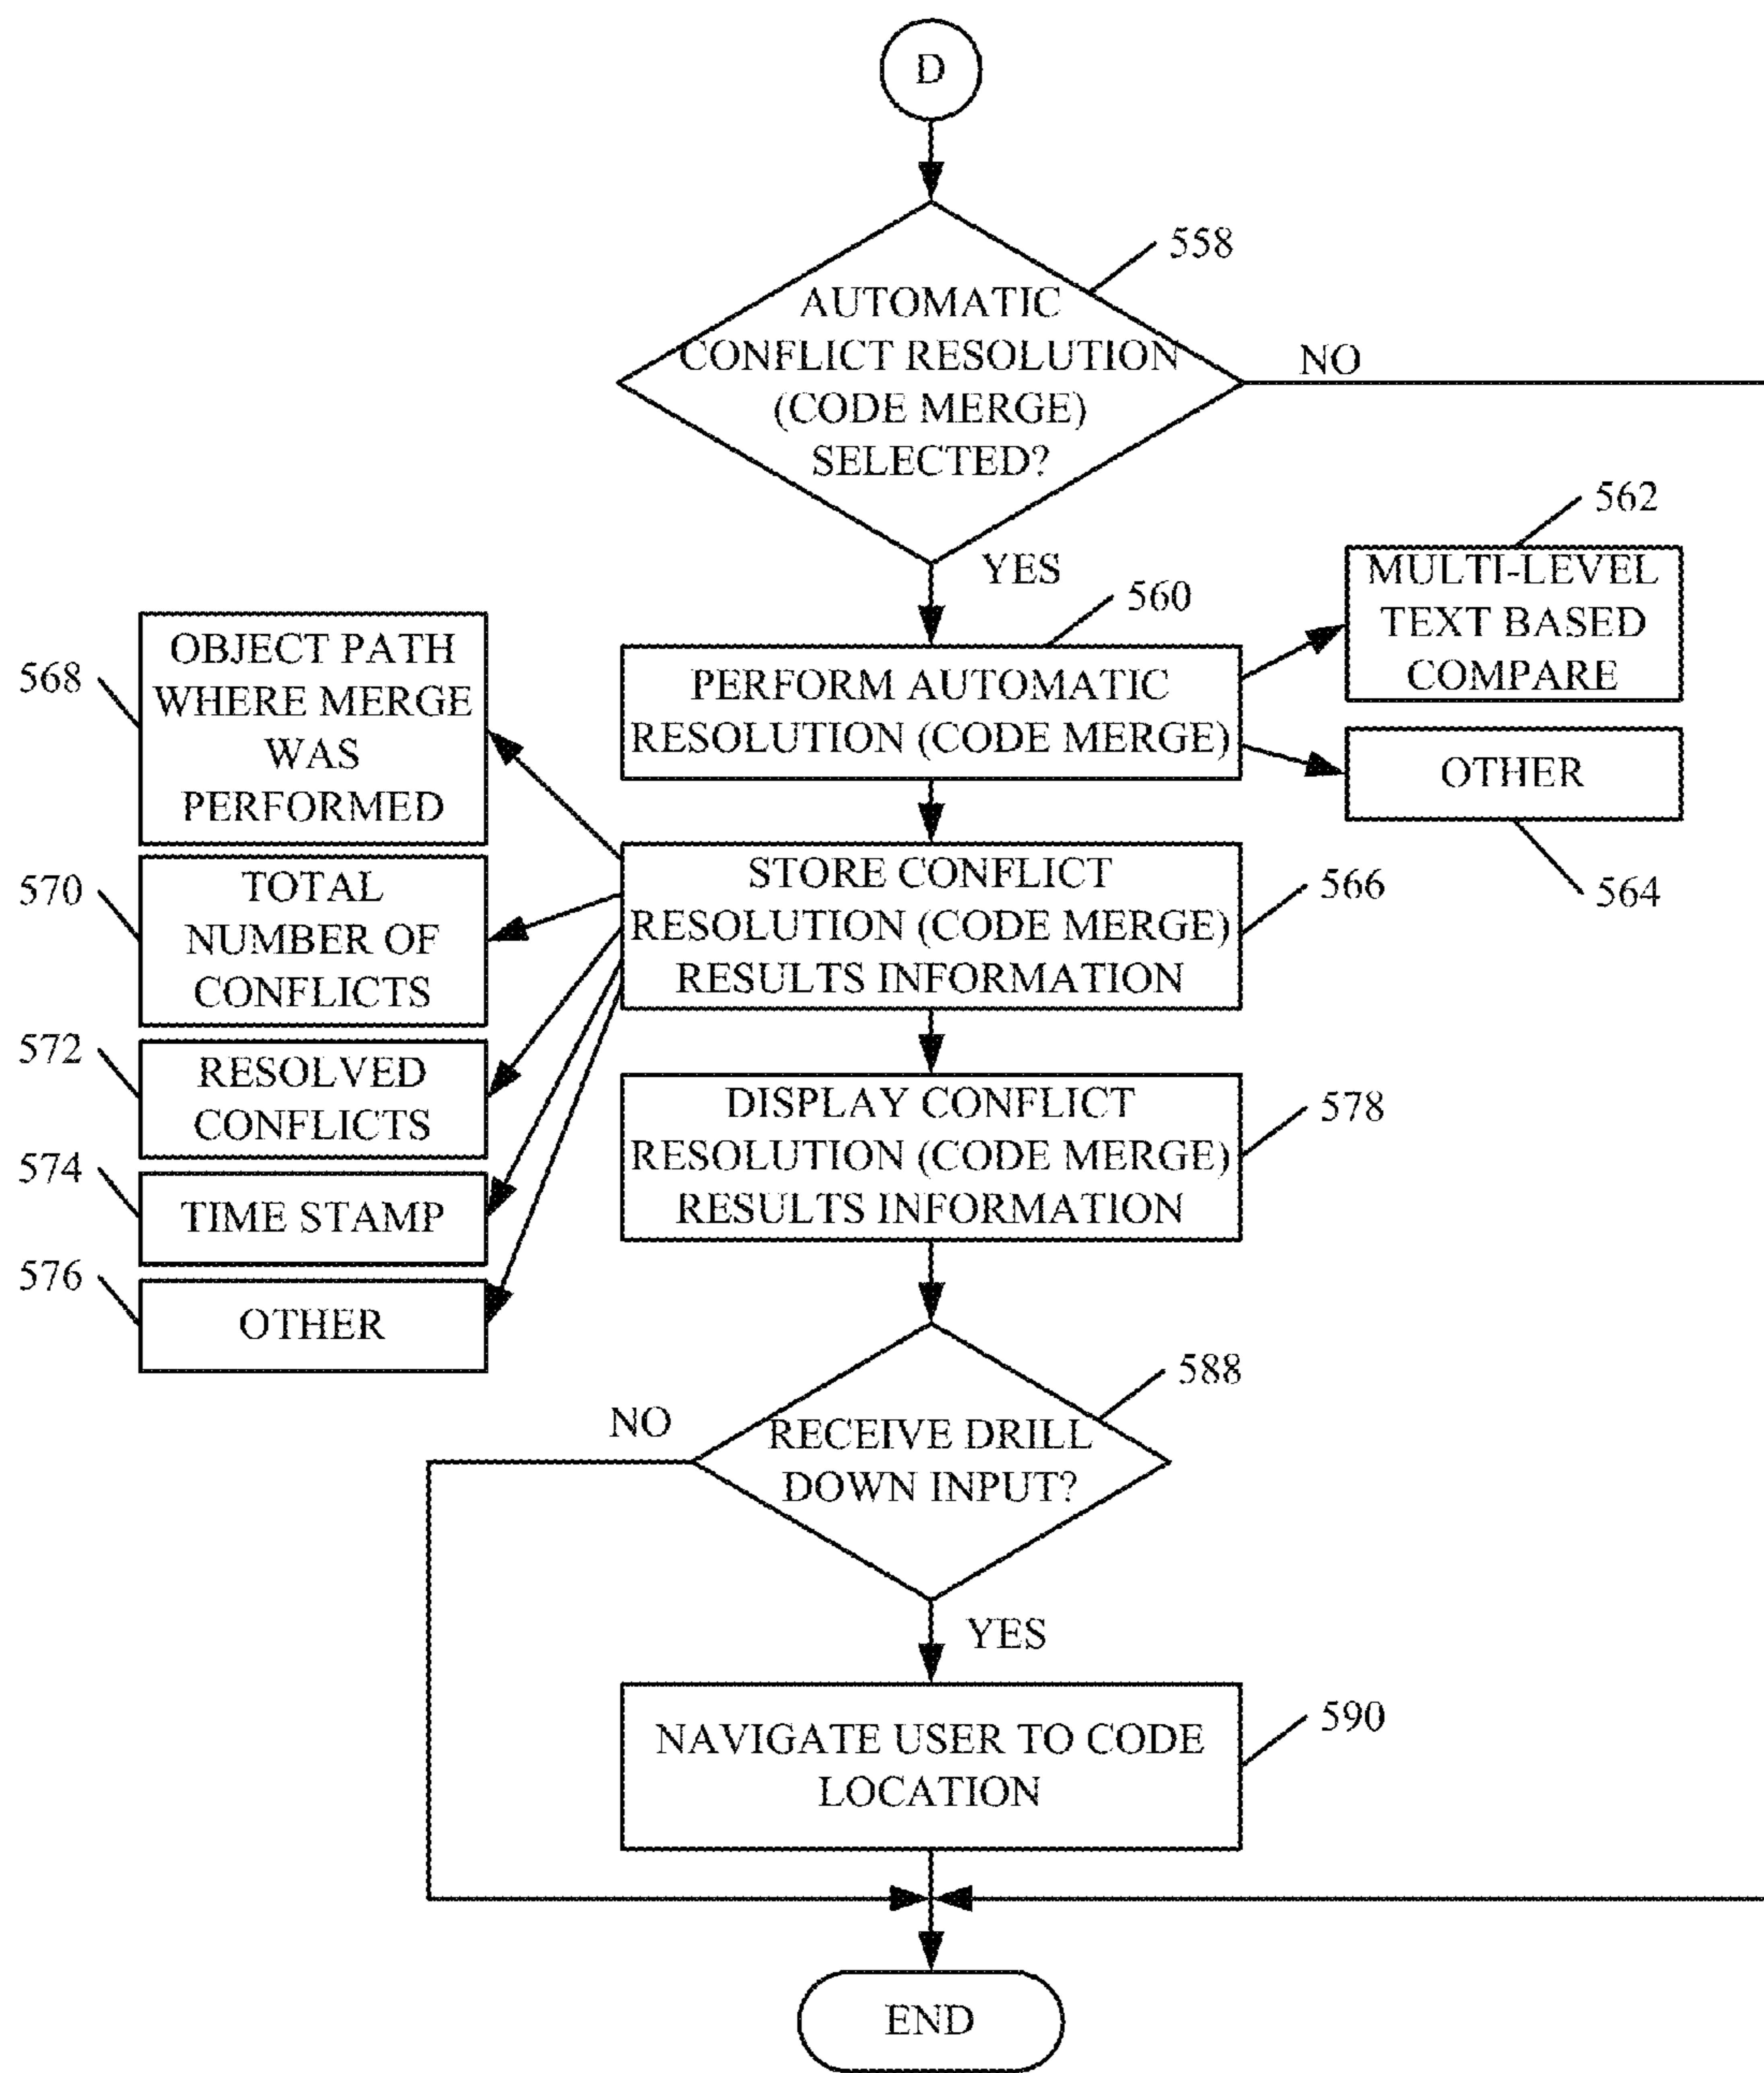 D
558
AUTOMATIC
CONFLICT RESOLUTION
(CODE MERGE)
SELECTED?
NO
YES
562
MULTI-LEVEL
TEXT BASED
COMPARE
560
PERFORM AUTOMATIC
RESOLUTION (CODE MERGE)
OTHER
564
568
OBJECT PATH
WHERE MERGE
WAS
PERFORMED
STORE CONFLICT
RESOLUTION (CODE MERGE)
RESULTS INFORMATION
566
570
TOTAL
NUMBER OF
CONFLICTS
572
RESOLVED
CONFLICTS
574
TIME STAMP
576
OTHER
DISPLAY CONFLICT
RESOLUTION (CODE MERGE)
RESULTS INFORMATION
578
588
RECEIVE DRILL
DOWN INPUT?
NO
YES
590
NAVIGATE USER TO CODE
LOCATION
END